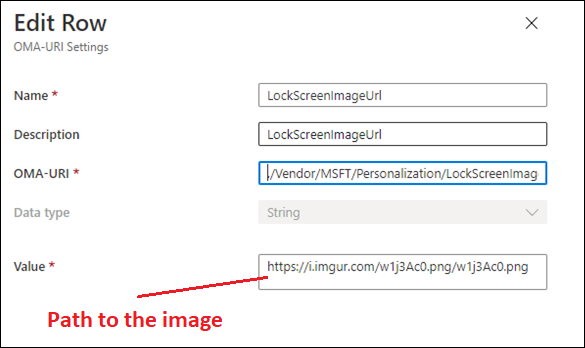 Edit Row
OMA-URI Settings
Name *
LockScreenImageUrl
Description
LockScreenImageUrl
OMA-URI *
./Vendor/MSFT/Personalization/LockScreenImag
Data type
String
Value *
https://i.imgur.com/w1j3Ac0.png/w1j3Ac0.png
Path to the image